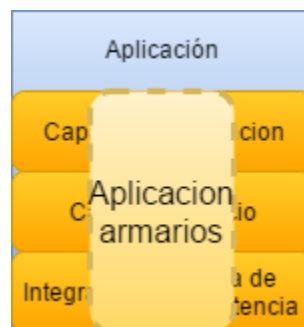 Aplicación
Cap cion
Aplicacion
armarios
C io
Integr a de
tencia